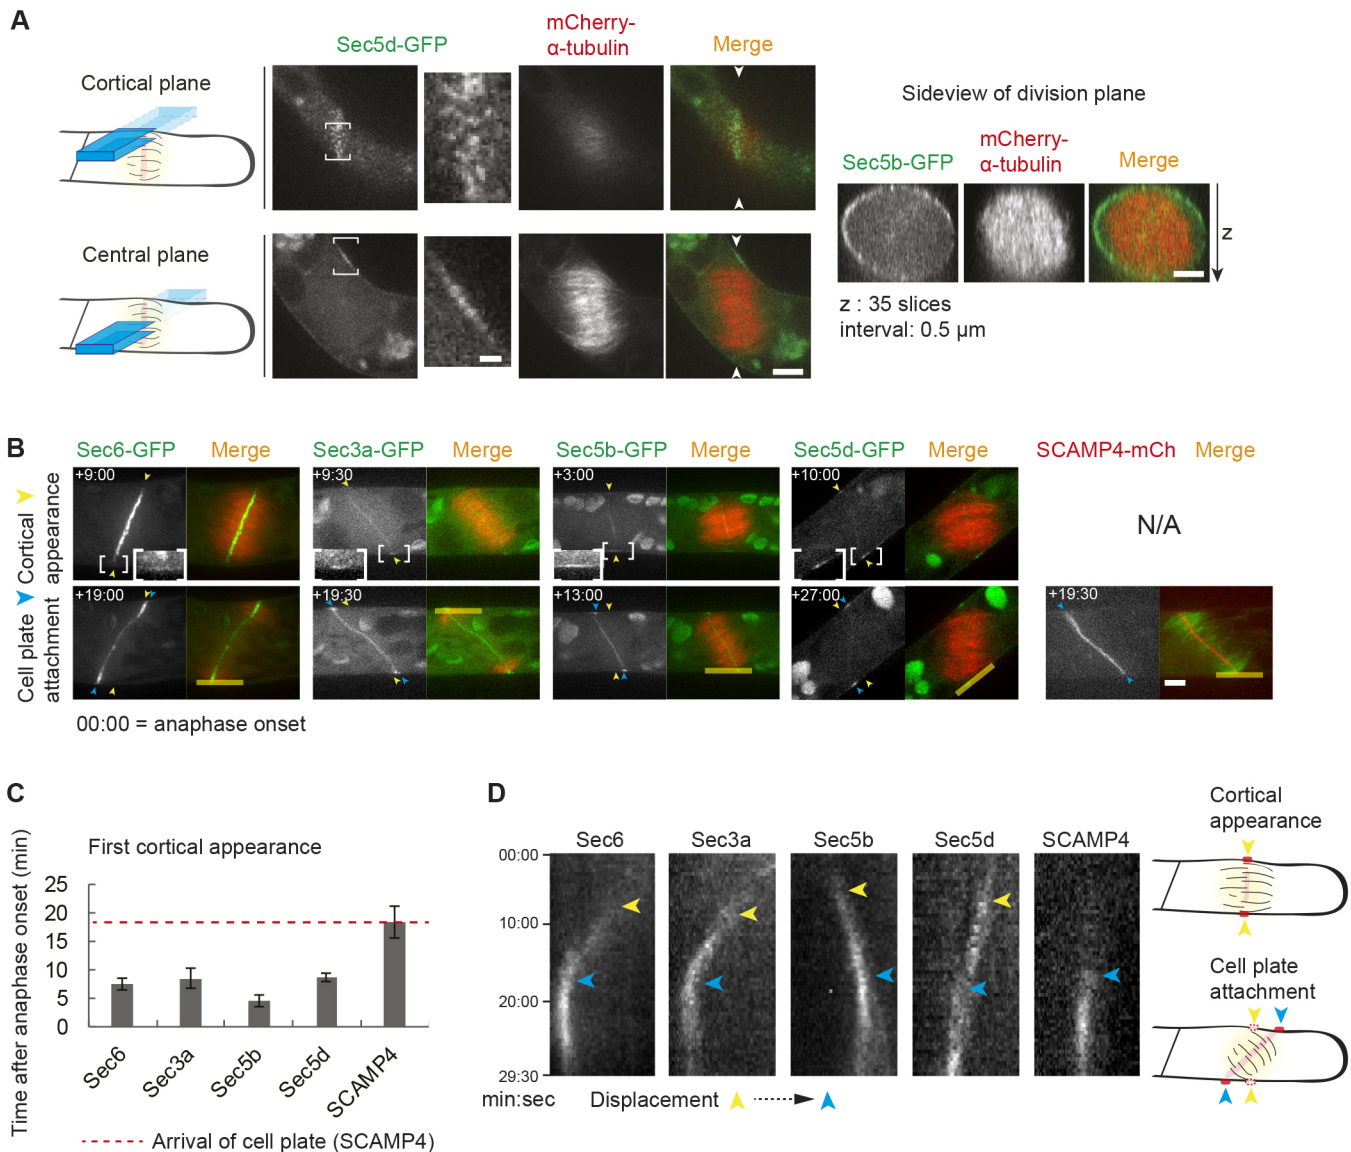 A
Sec5d-GFP
mCherry-
α-tubulin
Merge
Cortical plane
Central plane
Sideview of division plane
Sec5b-GFP
mCherry-
α-tubulin
Merge
z
z : 35 slices
interval: 0.5 µm
B
Sec6-GFP
Merge
Sec3a-GFP
Merge
Sec5b-GFP
Merge
Sec5d-GFP
Merge
SCAMP4-mCh
Merge
Cortical
appearance
+9:00
+9:30
+3:00
+10:00
N/A
Cell plate
attachment
+19:00
+19:30
+13:00
+27:00
+19:30
00:00 = anaphase onset
C
First cortical appearance
Time after anaphase onset (min)
25
20
15
10
5
0
Sec6
Sec3a
Sec5b
Sec5d
SCAMP4
Arrival of cell plate (SCAMP4)
D
Sec6
Sec3a
Sec5b
Sec5d
SCAMP4
00:00
10:00
20:00
29:30
min:sec
Displacement
Cortical
appearance
Cell plate
attachment